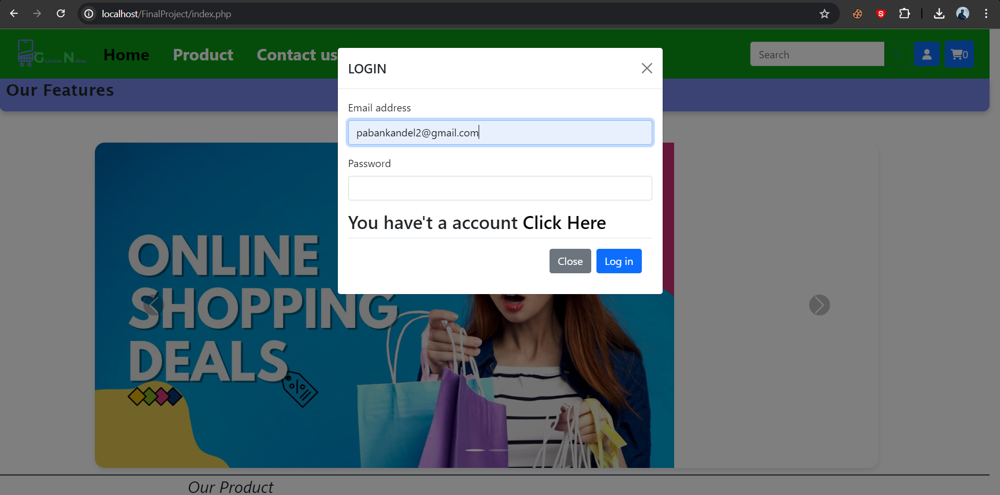 localhost/FinalProject/index.php
Glaicha Nepal Home Product Contact us Search 0
Our Features
LOGIN
Email address
pabankandel2@gmail.com
Password
You have't a account Click Here
Close Log in
ONLINE
SHOPPING
DEALS
%
Our Product